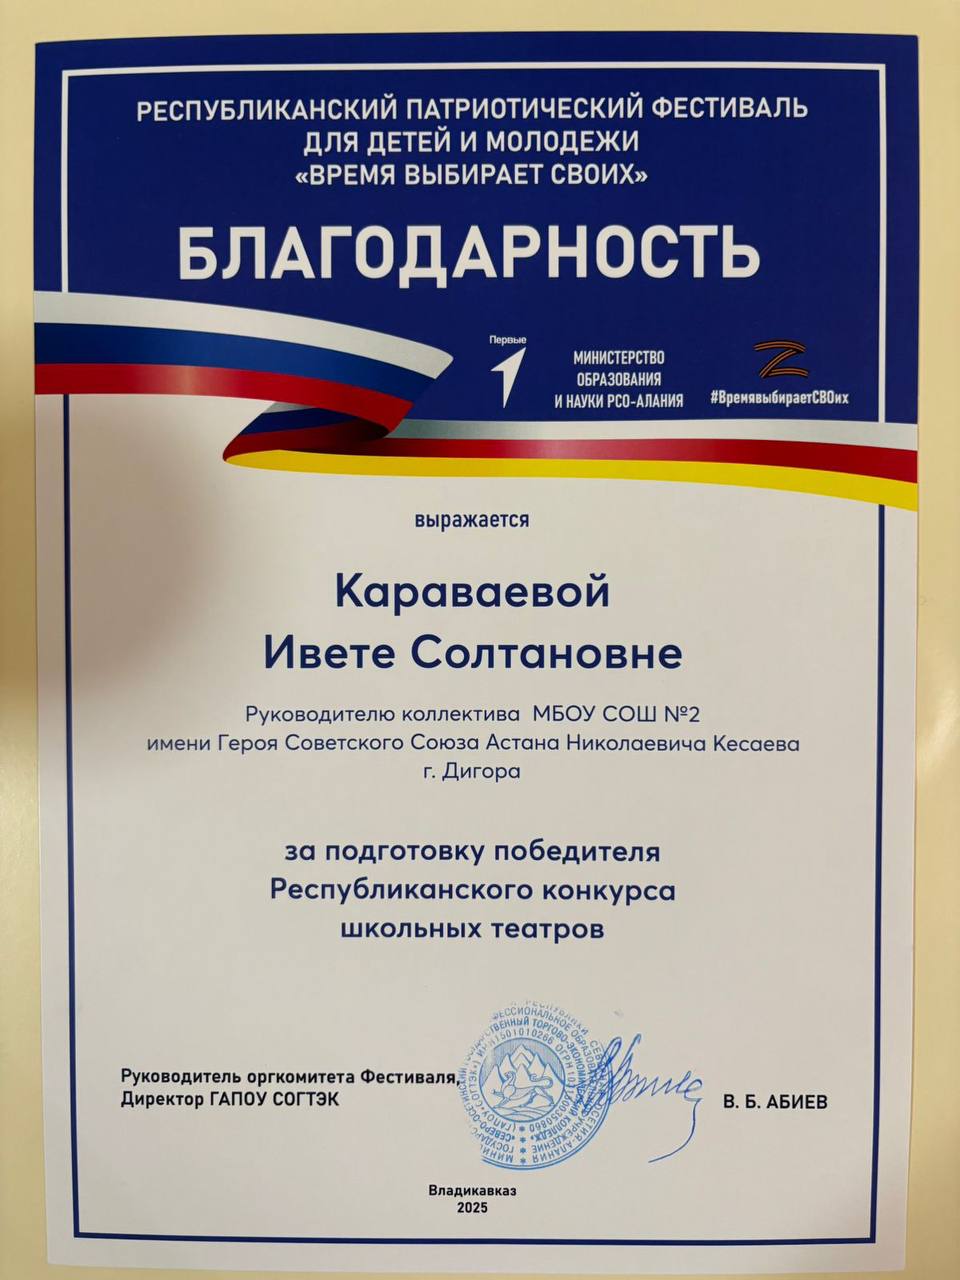 РЕСПУБЛИКАНСКИЙ ПАТРИОТИЧЕСКИЙ ФЕСТИВАЛЬ
ДЛЯ ДЕТЕЙ И МОЛОДЕЖИ
«ВРЕМЯ ВЫБИРАЕТ СВОИХ»
БЛАГОДАРНОСТЬ
Первые
МИНИСТЕРСТВО
ОБРАЗОВАНИЯ
И НАУКИ РСО-АЛАНИЯ
#ВремявыбираетСВОих
выражается
Караваевой
Ивете Солтановне
Руководителю коллектива МБОУ СОШ №2
имени Героя Советского Союза Астана Николаевича Кесаева
г. Дигора
за подготовку победителя
Республиканского конкурса
школьных театров
Руководитель оргкомитета Фестиваля,
Директор ГАПОУ СОГТЭК
В. Б. АБИЕВ
Владикавказ
2025